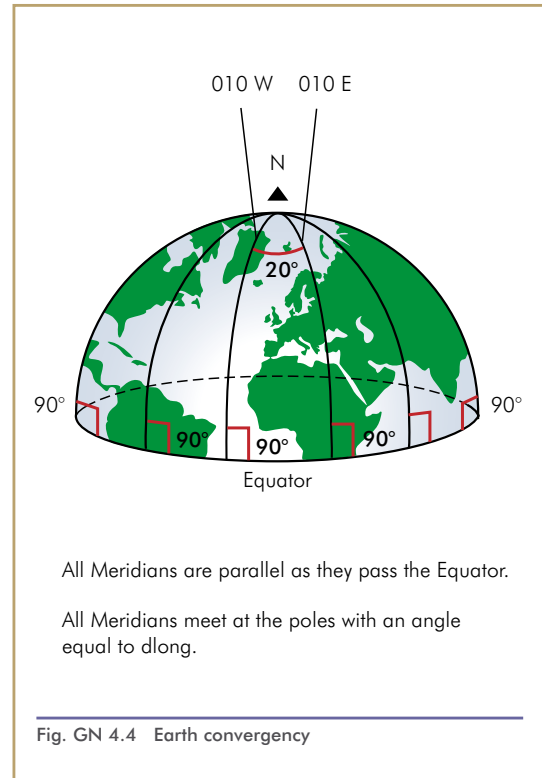 010 W 010 E
N
20°
90° 90°
90° 90° 90°
Equator
All Meridians are parallel as they pass the Equator.
All Meridians meet at the poles with an angle
equal to dlong.
Fig. GN 4.4 Earth convergency